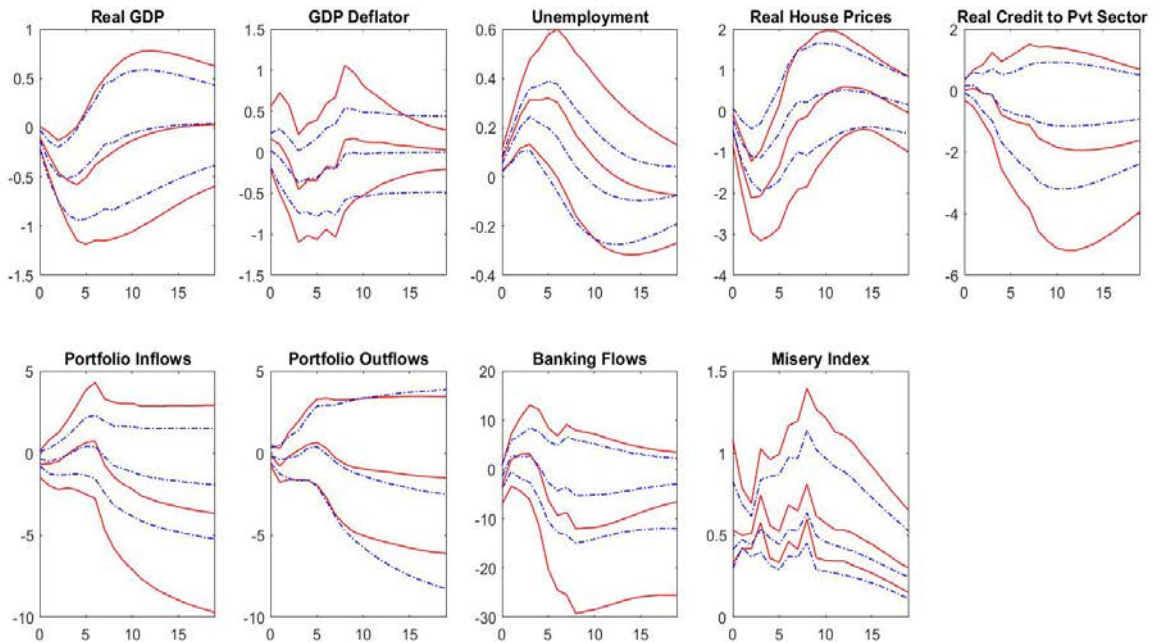 Real GDP
1
0.5
0
-0.5
-1
-1.5
0 5 10 15
GDP Deflator
1.5
1
0.5
0
-0.5
-1
-1.5
0 5 10 15
Unemployment
0.6
0.4
0.2
0
-0.2
-0.4
0 5 10 15
Real House Prices
2
1
0
-1
-2
-3
-4
0 5 10 15
Real Credit to Pvt Sector
2
0
-2
-4
-6
0 5 10 15
Portfolio Inflows
5
0
-5
-10
0 5 10 15
Portfolio Outflows
5
0
-5
-10
0 5 10 15
Banking Flows
20
10
0
-10
-20
-30
0 5 10 15
Misery Index
1.5
1
0.5
0
0 5 10 15